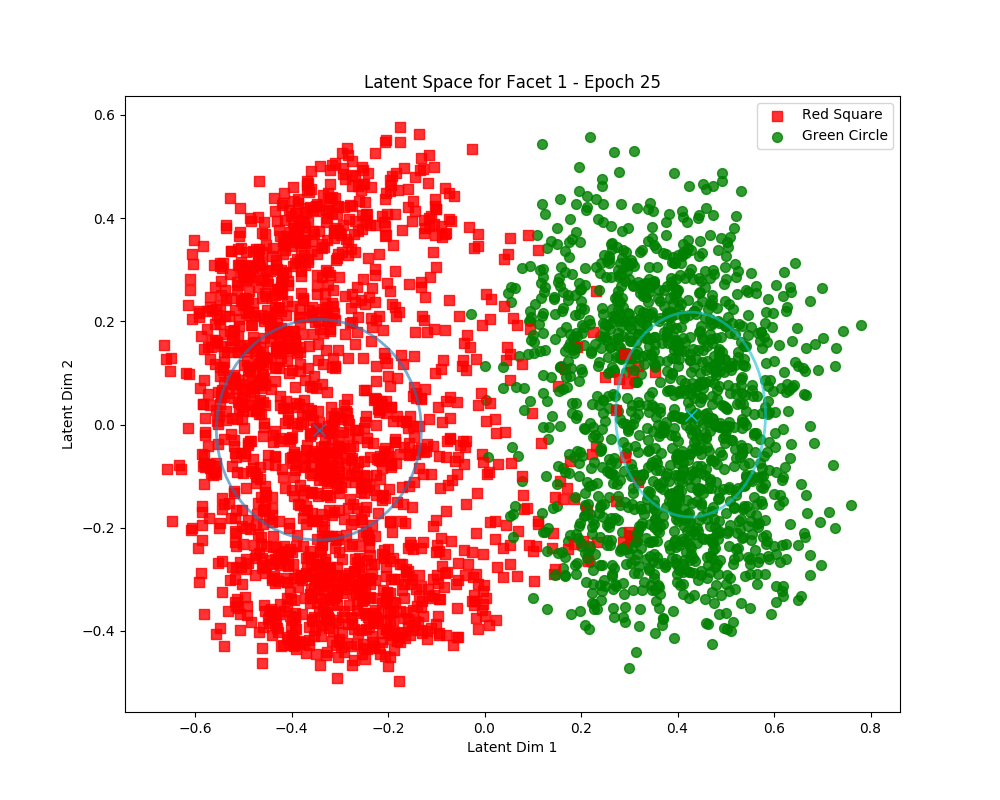 Latent Space for Facet 1 - Epoch 25
Red Square
Green Circle
0.6
0.4
0.2
0.0
−0.2
−0.4
Latent Dim 2
−0.6 −0.4 −0.2 0.0 0.2 0.4 0.6 0.8
Latent Dim 1